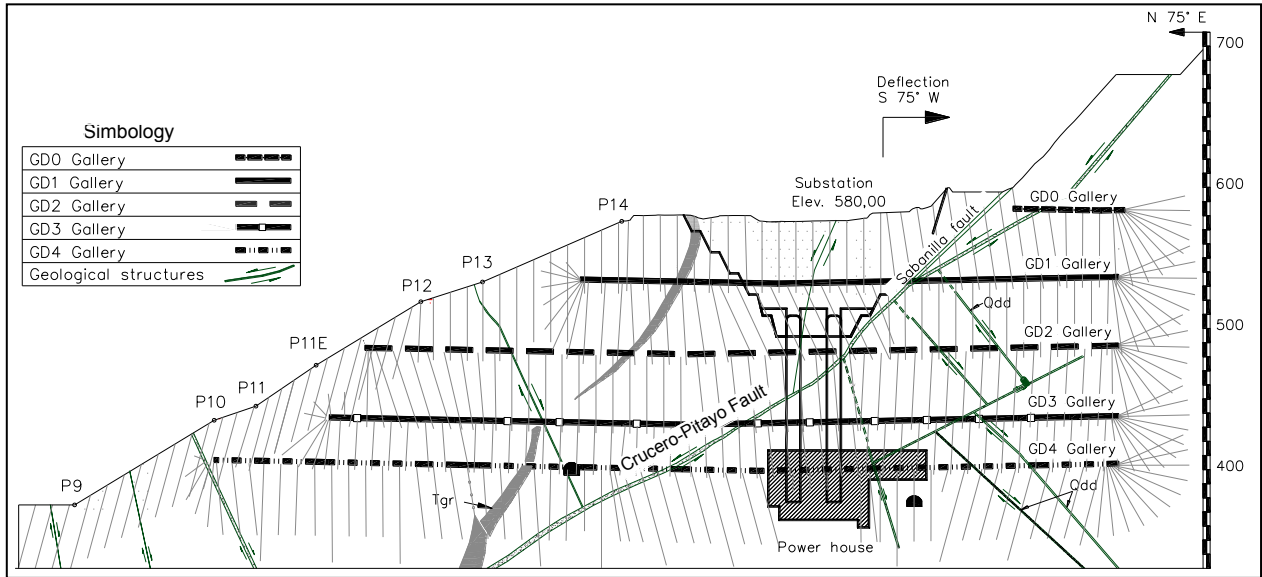 N 75° E
700
Deflection
S 75° W
Simbology
GD0 Gallery
GD1 Gallery
GD2 Gallery
GD3 Gallery
GD4 Gallery
Geological structures
Substation
Elev. 580,00
600
P14
GD0 Gallery
Sabanilla fault
P13
GD1 Gallery
P12
Qdd
500
GD2 Gallery
P11E
P11
P10
GD3 Gallery
Crucero-Pitayo Fault
GD4 Gallery
400
P9
Tgr
Qdd
Power house